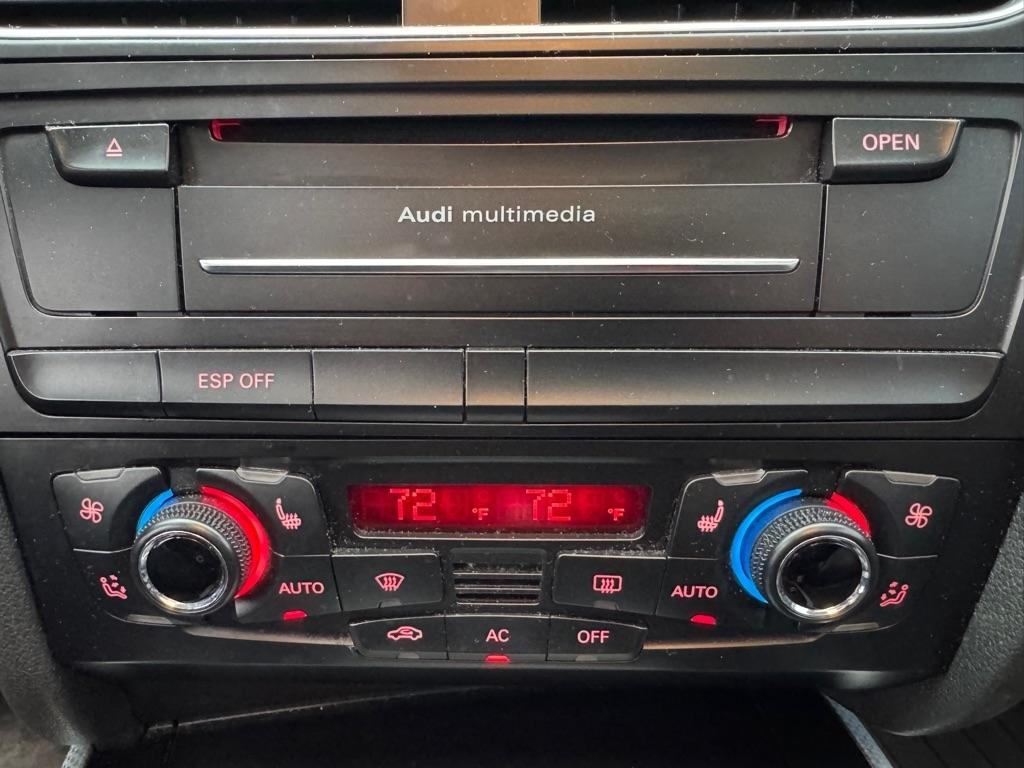 OPEN
Audi multimedia
ESP OFF
72 °F 72 °F
AUTO
AUTO
AC
OFF